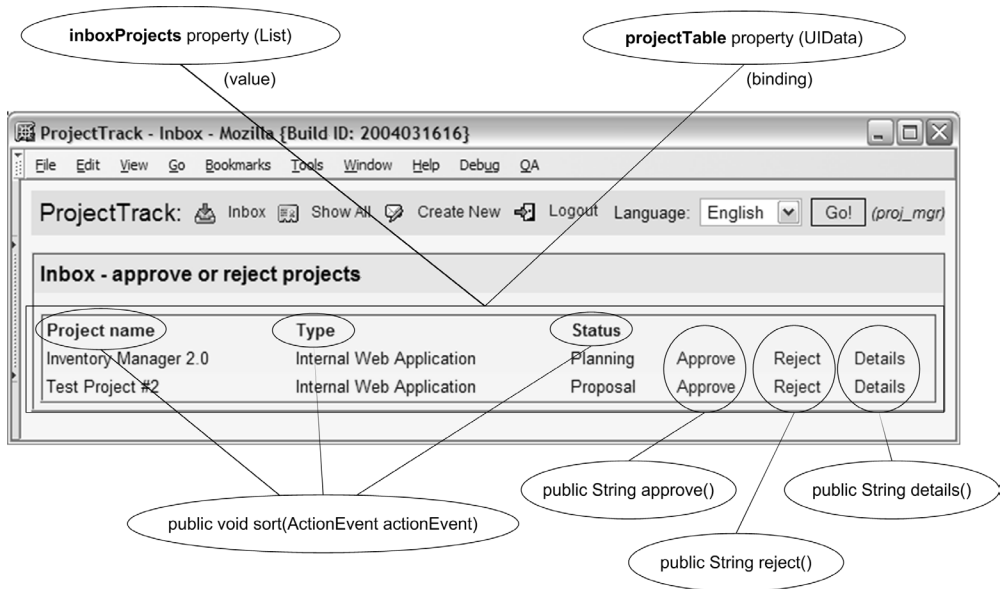 inboxProjects property (List)
projectTable property (UIData)
(value)
(binding)
ProjectTrack - Inbox - Mozilla {Build ID: 2004031616}
File Edit View Go Bookmarks Tools Window Help Debug QA
ProjectTrack: Inbox Show All Create New Logout Language: English Go! (proj_mgr)
Inbox - approve or reject projects
Project name Type Status
Inventory Manager 2.0 Internal Web Application Planning Approve Reject Details
Test Project #2 Internal Web Application Proposal Approve Reject Details
public String approve()
public String details()
public void sort(ActionEvent actionEvent)
public String reject()